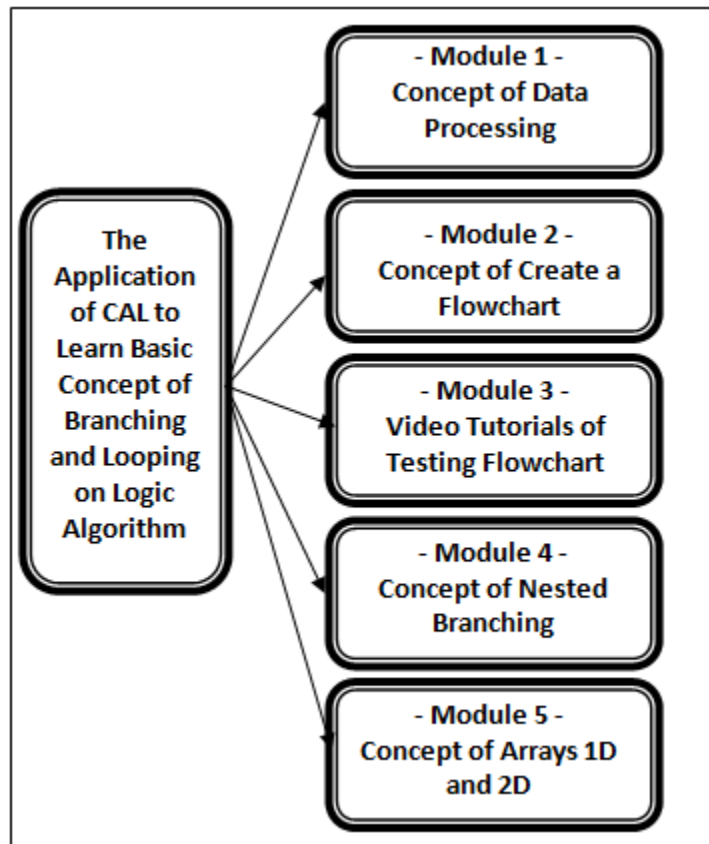 The
Application
of CAL to
Learn Basic
Concept of
Branching
and Looping
on Logic
Algorithm
- Module 1 -
Concept of Data
Processing
- Module 2 -
Concept of Create a
Flowchart
- Module 3 -
Video Tutorials of
Testing Flowchart
- Module 4 -
Concept of Nested
Branching
- Module 5 -
Concept of Arrays 1D
and 2D